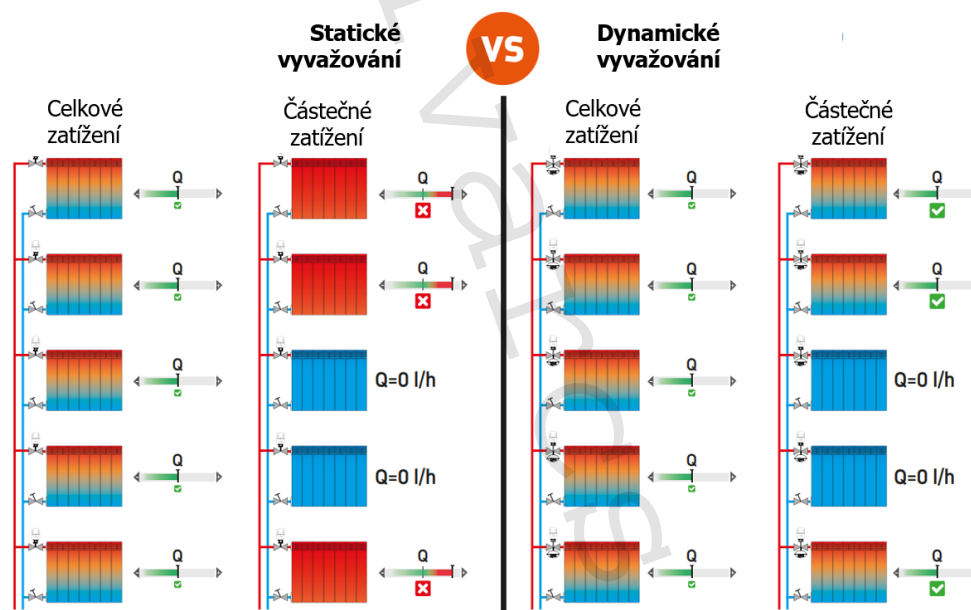 Statické
vyvažování
VS
Dynamické
vyvažování
Celkové
zatížení
Částečné
zatížení
Celkové
zatížení
Částečné
zatížení
Q
Q
Q
Q
Q
Q
Q
Q
Q=0 l/h
Q
Q=0 l/h
Q
Q=0 l/h
Q
Q=0 l/h
Q
Q
Q
Q